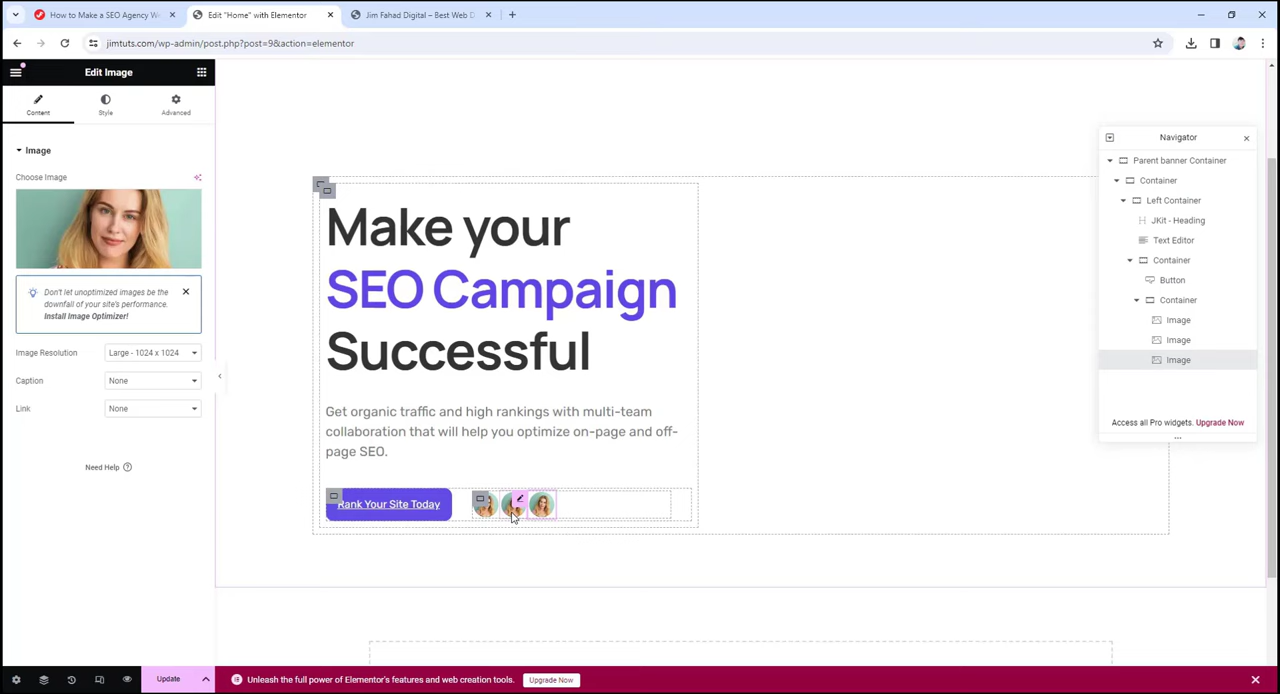 How to Make a SEO Agency We
Edit "Home" with Elementor
Jim Fahad Digital – Best Web D
jimtuts.com/wp-admin/post.php?post=9&action=elementor
Edit Image
Content
Style
Advanced
Image
Choose Image
Don't let unoptimized images be the
downfall of your site's performance.
Install Image Optimizer!
Image Resolution
Large - 1024 x 1024
Caption
None
Link
None
Need Help
Update
Make your
SEO Campaign
Successful
Get organic traffic and high rankings with multi-team
collaboration that will help you optimize on-page and off-
page SEO.
Rank Your Site Today
Navigator
Parent banner Container
Container
Left Container
JKit - Heading
Text Editor
Container
Button
Container
Image
Image
Image
Access all Pro widgets. Upgrade Now
Unleash the full power of Elementor's features and web creation tools.
Upgrade Now